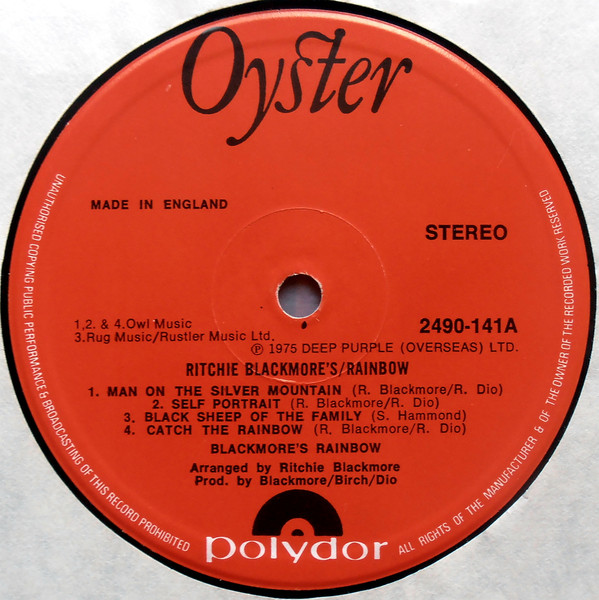 Oyster
MADE IN ENGLAND
STEREO
1,2. & 4.Owl Music
3.Rug Music/Rustler Music Ltd.
2490-141A
℗ 1975 DEEP PURPLE (OVERSEAS) LTD.
RITCHIE BLACKMORE'S/RAINBOW
1. MAN ON THE SILVER MOUNTAIN (R. Blackmore/R. Dio)
2. SELF PORTRAIT (R. Blackmore/R. Dio)
3. BLACK SHEEP OF THE FAMILY (S. Hammond)
4. CATCH THE RAINBOW (R. Blackmore/R. Dio)
BLACKMORE'S RAINBOW
Arranged by Ritchie Blackmore
Prod. by Blackmore/Birch/Dio
polydor
UNAUTHORISED COPYING PUBLIC PERFORMANCE & BROADCASTING OF THIS RECORD PROHIBITED
ALL RIGHTS OF THE MANUFACTURER & OF THE OWNER OF THE RECORDED WORK RESERVED